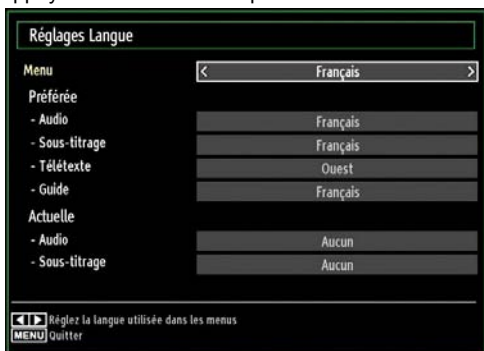 Réglages Langue
Menu < Français >
Préférée
- Audio Français
- Sous-titrage Français
- Télétexte Ouest
- Guide Français
Actuelle
- Audio Aucun
- Sous-titrage Aucun
Réglez la langue utilisée dans les menus
MENU Quitter